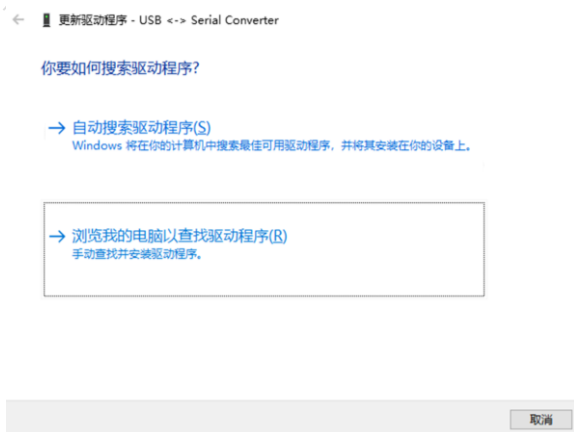 更新驱动程序 - USB <-> Serial Converter
你要如何搜索驱动程序?
自动搜索驱动程序(S)
Windows 将在你的计算机中搜索最佳可用驱动程序，并将其安装在你的设备上。
浏览我的电脑以查找驱动程序(R)
手动查找并安装驱动程序。
取消